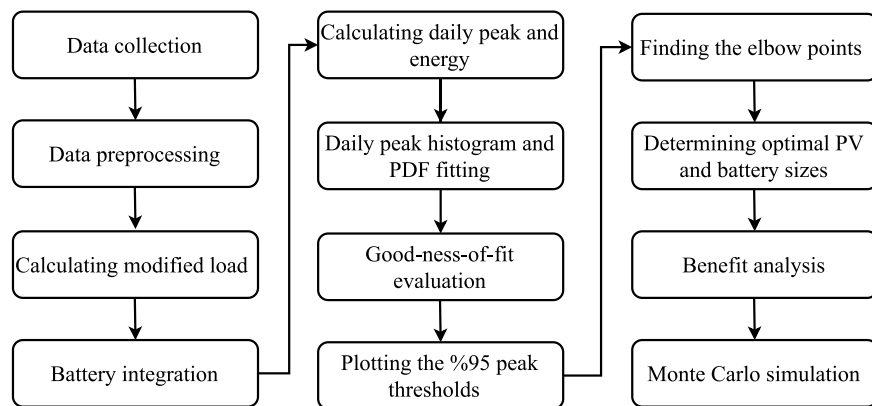 Data collection
Data preprocessing
Calculating modified load
Battery integration
Calculating daily peak and
energy
Daily peak histogram and
PDF fitting
Good-ness-of-fit
evaluation
Plotting the %95 peak
thresholds
Finding the elbow points
Determining optimal PV
and battery sizes
Benefit analysis
Monte Carlo simulation